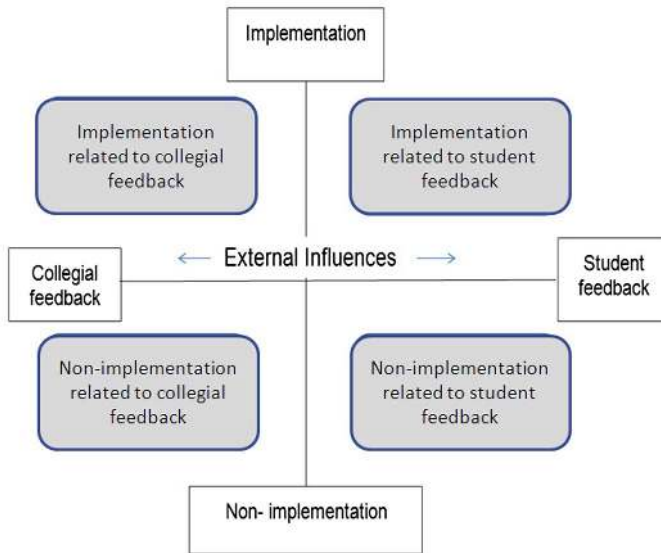 Implementation
Implementation
related to collegial
feedback
Implementation
related to student
feedback
External Influences
Collegial
feedback
Student
feedback
Non-implementation
related to collegial
feedback
Non-implementation
related to student
feedback
Non- implementation